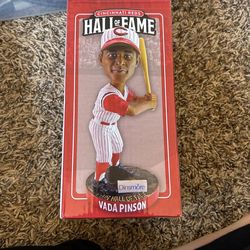 CINCINNATI REDS
HALL OF FAME
Dinsmore
VADA PINSON